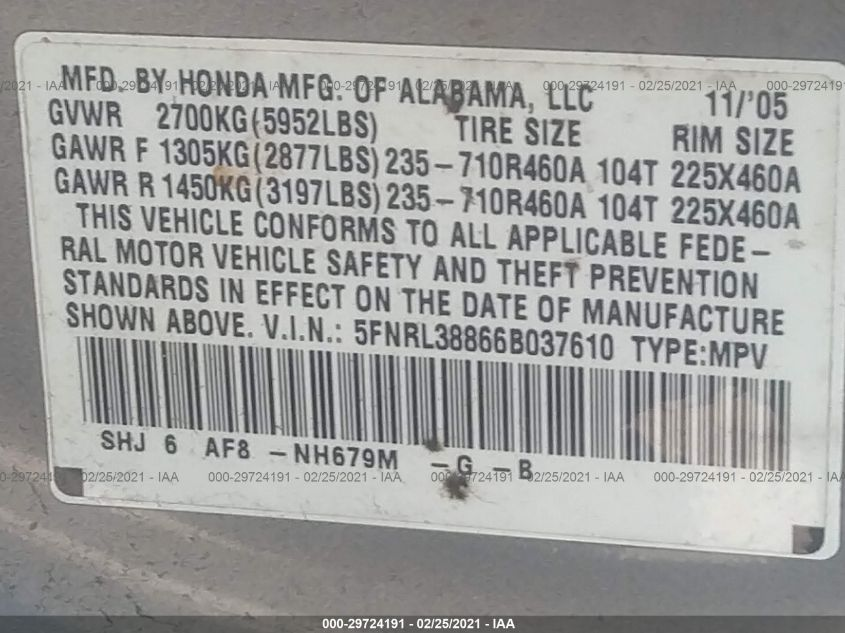 MFD. BY HONDA MFG. OF ALABAMA, LLC 11/'05
GVWR 2700KG(5952LBS) TIRE SIZE RIM SIZE
GAWR F 1305KG(2877LBS) 235-710R460A 104T 225X460A
GAWR R 1450KG(3197LBS) 235-710R460A 104T 225X460A
THIS VEHICLE CONFORMS TO ALL APPLICABLE FEDE-
RAL MOTOR VEHICLE SAFETY AND THEFT PREVENTION
STANDARDS IN EFFECT ON THE DATE OF MANUFACTURE
SHOWN ABOVE. V.I.N.: 5FNRL38866B037610 TYPE:MPV
SHJ 6 AF8 -NH679M -G -B
000-29724191 - 02/25/2021 - IAA